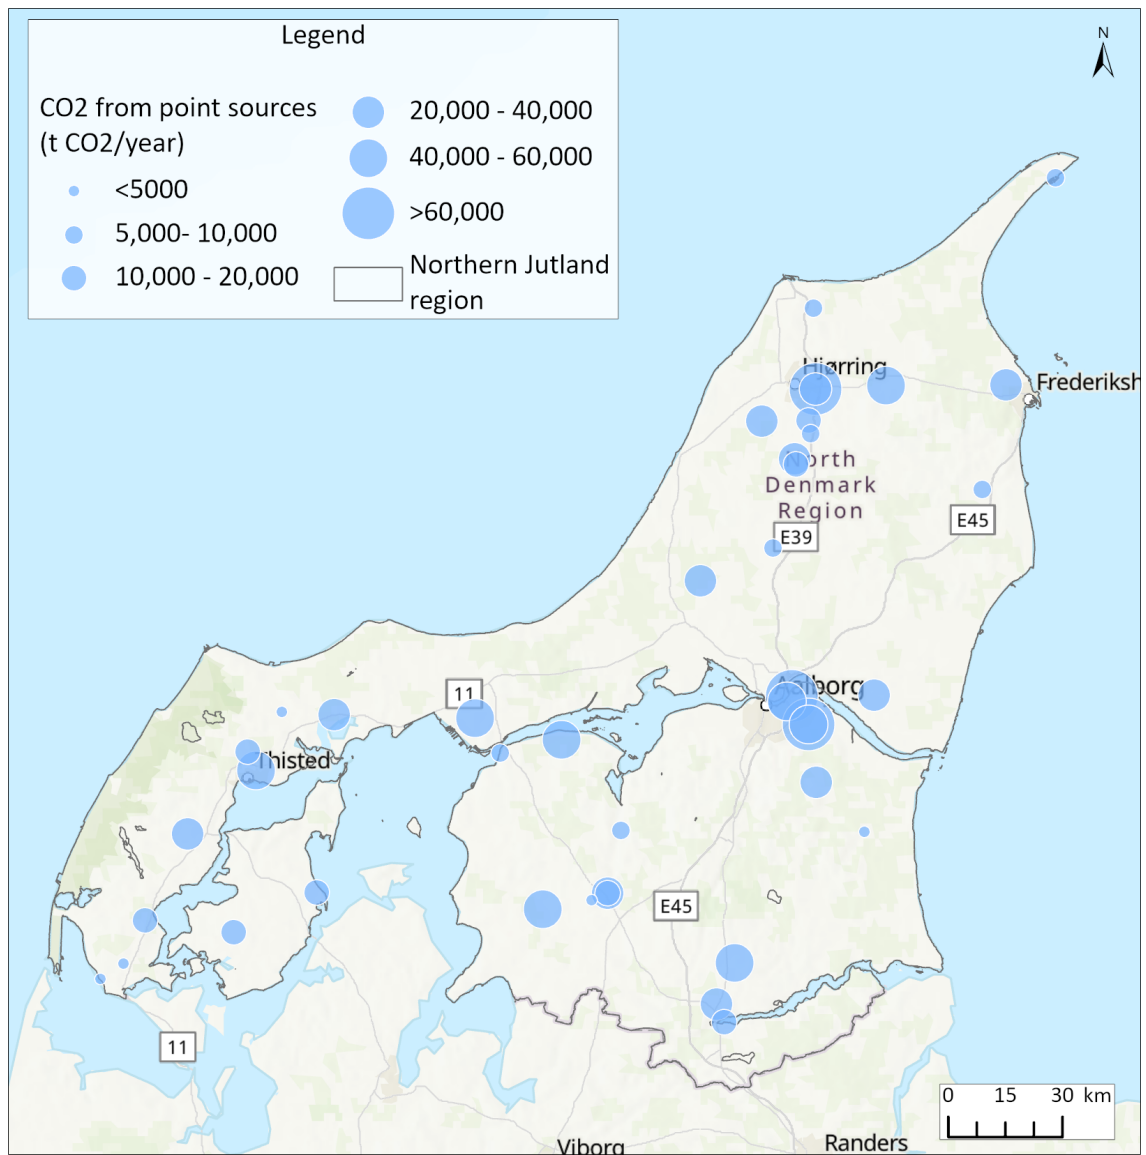 Legend
CO2 from point sources
(t CO2/year)
<5000
5,000- 10,000
10,000 - 20,000
20,000 - 40,000
40,000 - 60,000
>60,000
Northern Jutland
region
N
Hjørring
Frederiksh
North
Denmark
Region
E45
E39
11
Aalborg
Thisted
E45
11
0 15 30 km
Viborg
Randers